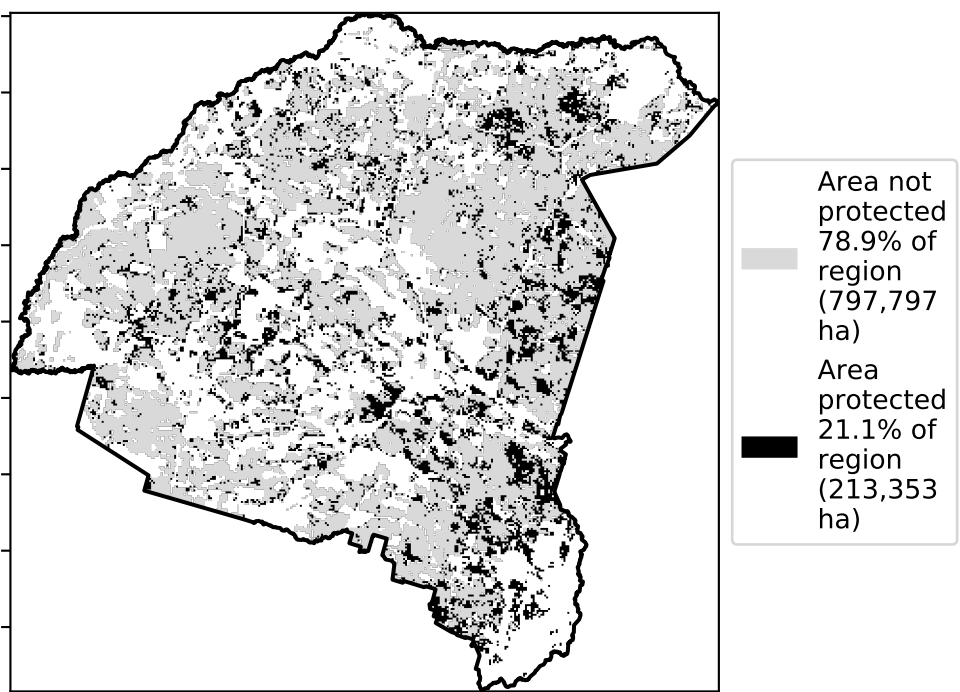 Area not
protected
78.9% of
region
(797,797
ha)
Area
protected
21.1% of
region
(213,353
ha)